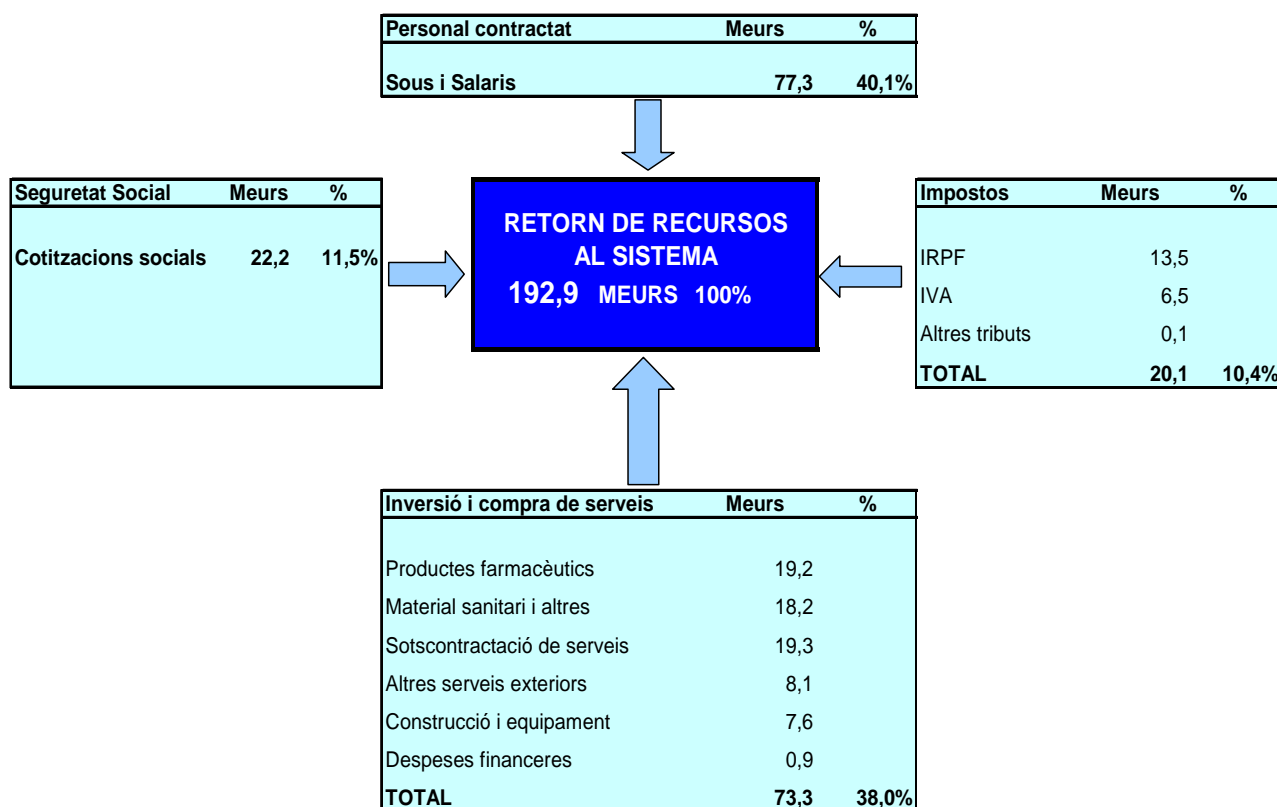 Personal contractat Meurs %
Sous i Salaris 77,3 40,1%
Seguretat Social Meurs %
Cotitzacions socials 22,2 11,5%
RETORN DE RECURSOS
AL SISTEMA
192,9 MEURS 100%
Impostos Meurs %
IRPF 13,5
IVA 6,5
Altres tributs 0,1
TOTAL 20,1 10,4%
Inversió i compra de serveis Meurs %
Productes farmacèutics 19,2
Material sanitari i altres 18,2
Sotscontractació de serveis 19,3
Altres serveis exteriors 8,1
Construcció i equipament 7,6
Despeses financeres 0,9
TOTAL 73,3 38,0%